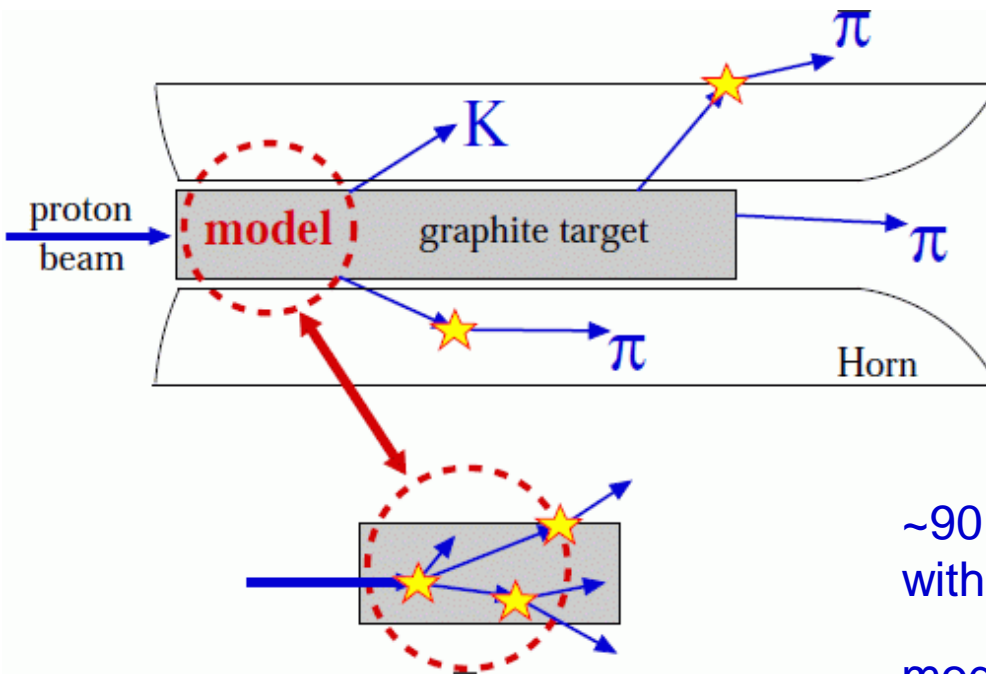 π
K
proton
beam
model
graphite target
π
π
Horn
~90
with